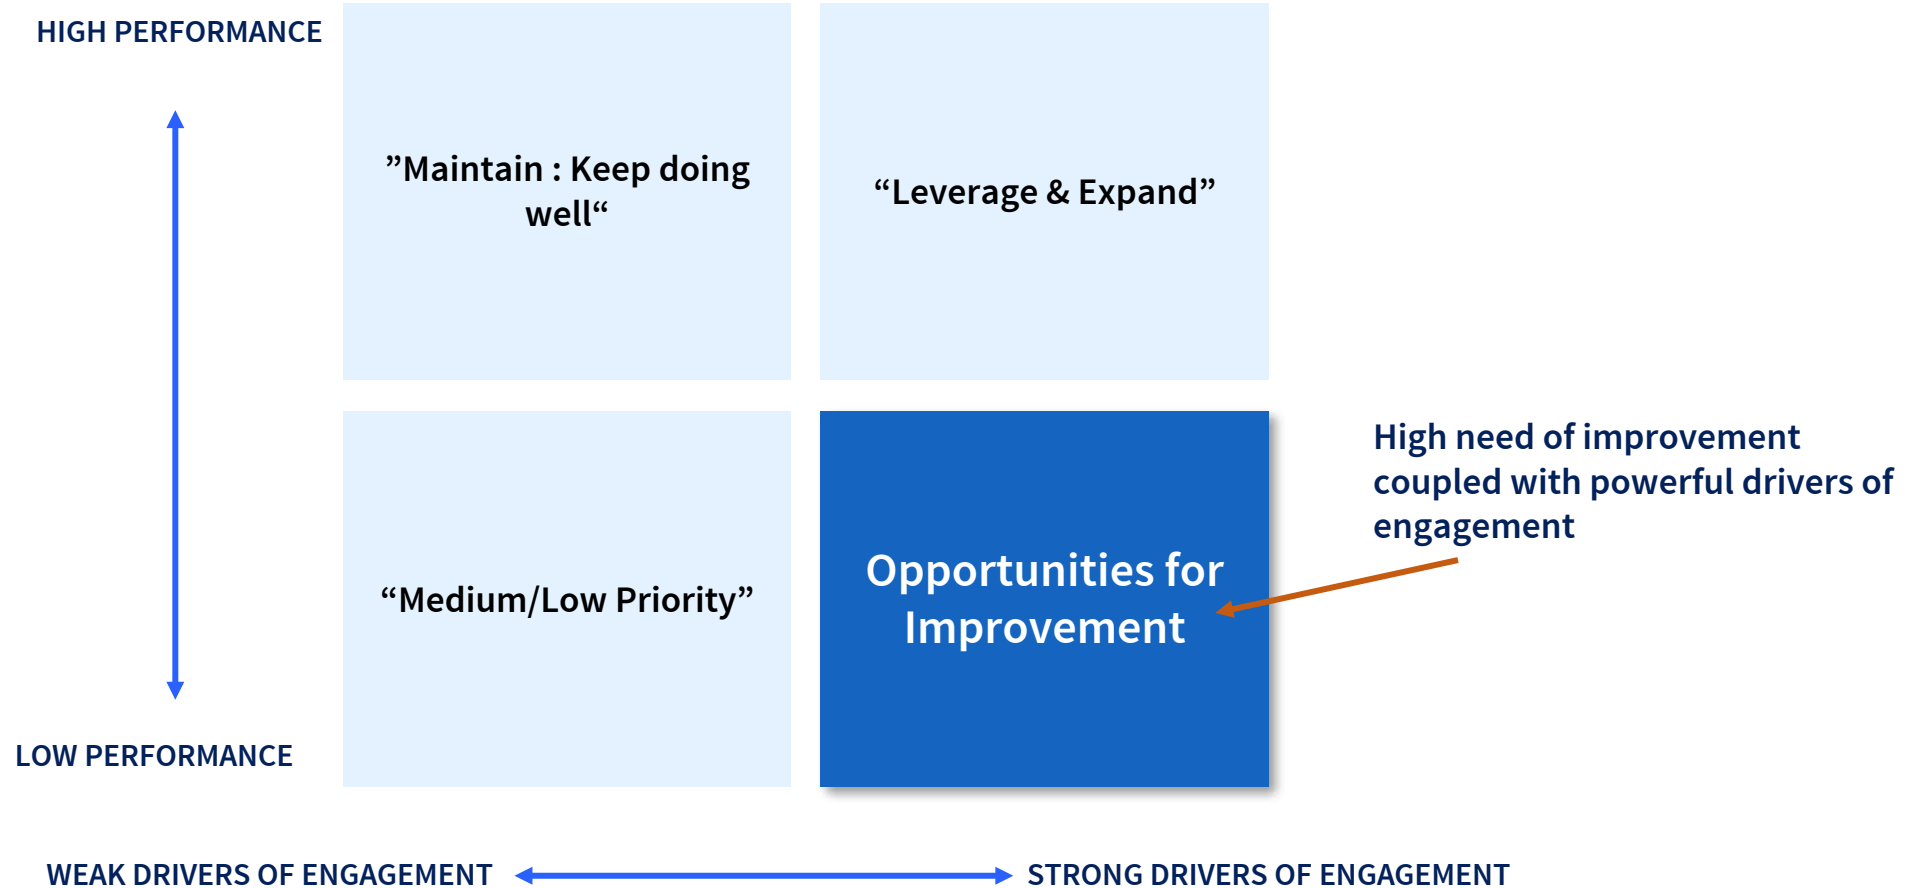 HIGH PERFORMANCE
”Maintain : Keep doing
well“
“Leverage & Expand”
High need of improvement
coupled with powerful drivers of
engagement
“Medium/Low Priority”
Opportunities for
Improvement
LOW PERFORMANCE
WEAK DRIVERS OF ENGAGEMENT
STRONG DRIVERS OF ENGAGEMENT